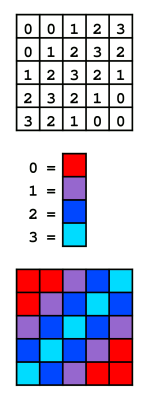 0 0 1 2 3
0 1 2 3 2
1 2 3 2 1
2 3 2 1 0
3 2 1 0 0
0 =
1 =
2 =
3 =